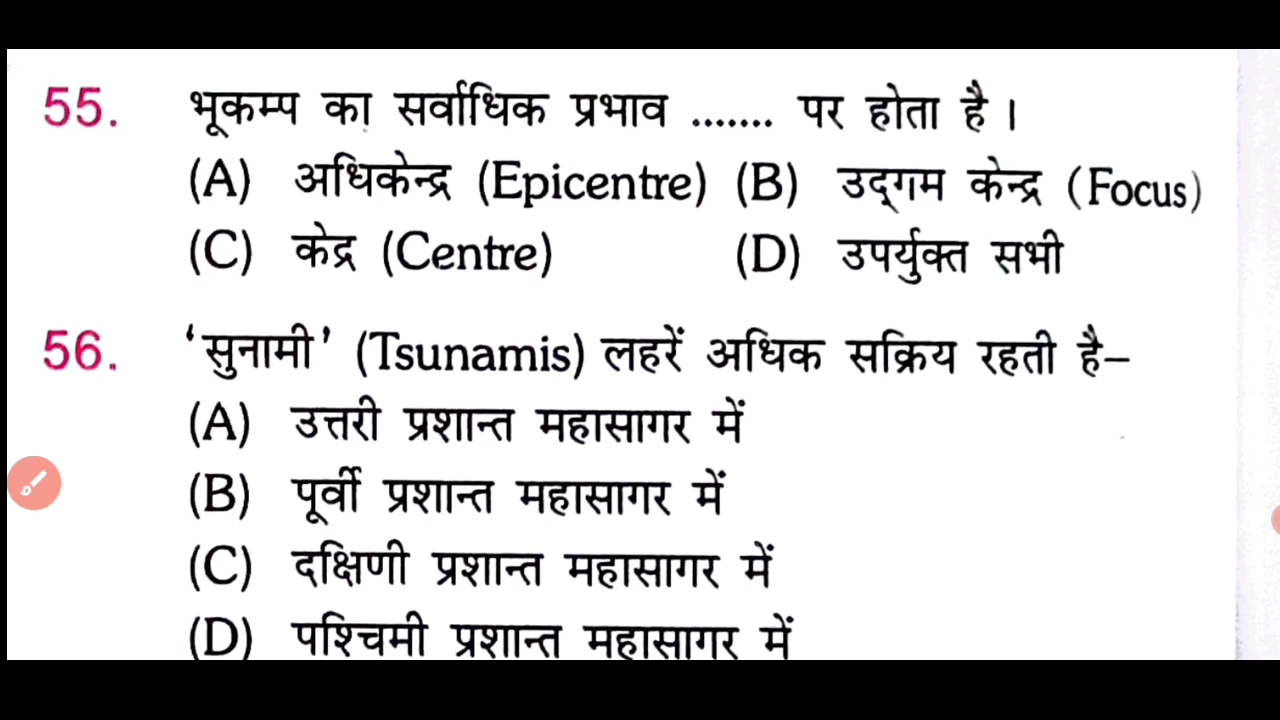 55. भूकम्प का सर्वाधिक प्रभाव ....... पर होता है ।
(A) अधिकेन्द्र (Epicentre) (B) उद्‌गम केन्द्र (Focus)
(C) केद्र (Centre) (D) उपर्युक्त सभी
56. ‘सुनामी’ (Tsunamis) लहरें अधिक सक्रिय रहती है–
(A) उत्तरी प्रशान्त महासागर में
(B) पूर्वी प्रशान्त महासागर में
(C) दक्षिणी प्रशान्त महासागर में
(D) पश्चिमी प्रशान्त महासागर में